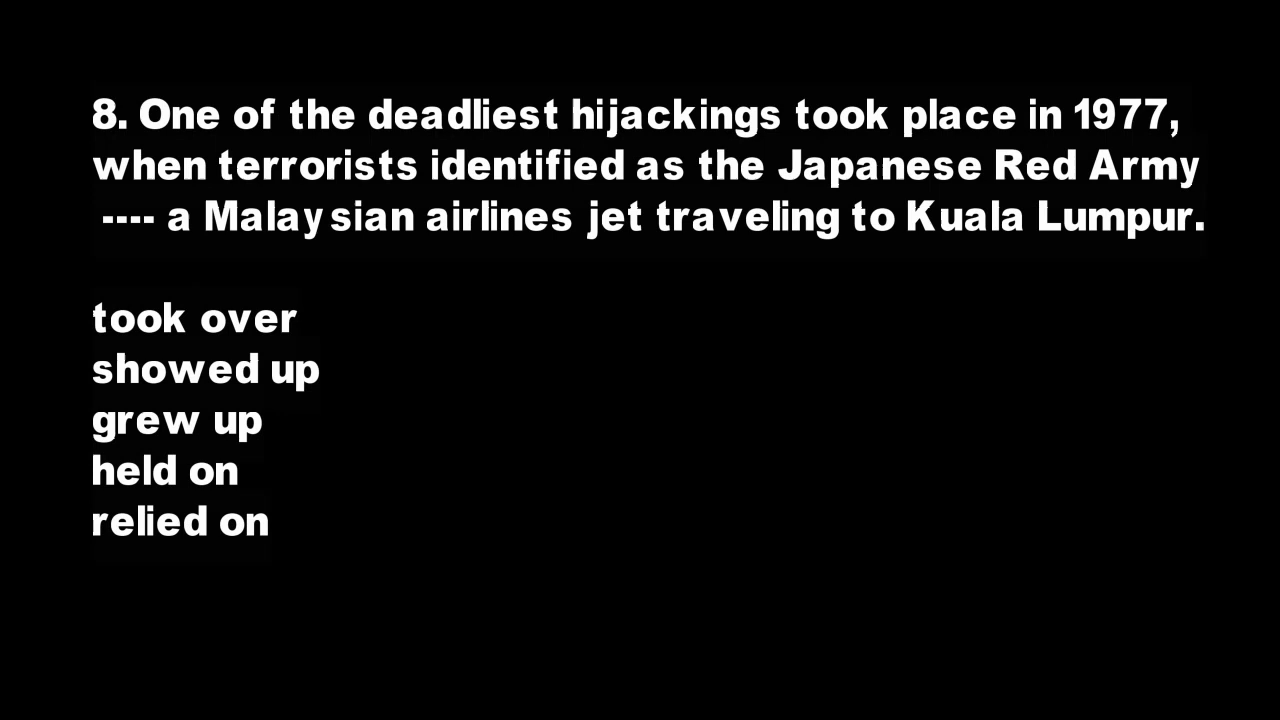 8. One of the deadliest hijackings took place in 1977,
when terrorists identified as the Japanese Red Army
---- a Malaysian airlines jet traveling to Kuala Lumpur.
took over
showed up
grew up
held on
relied on